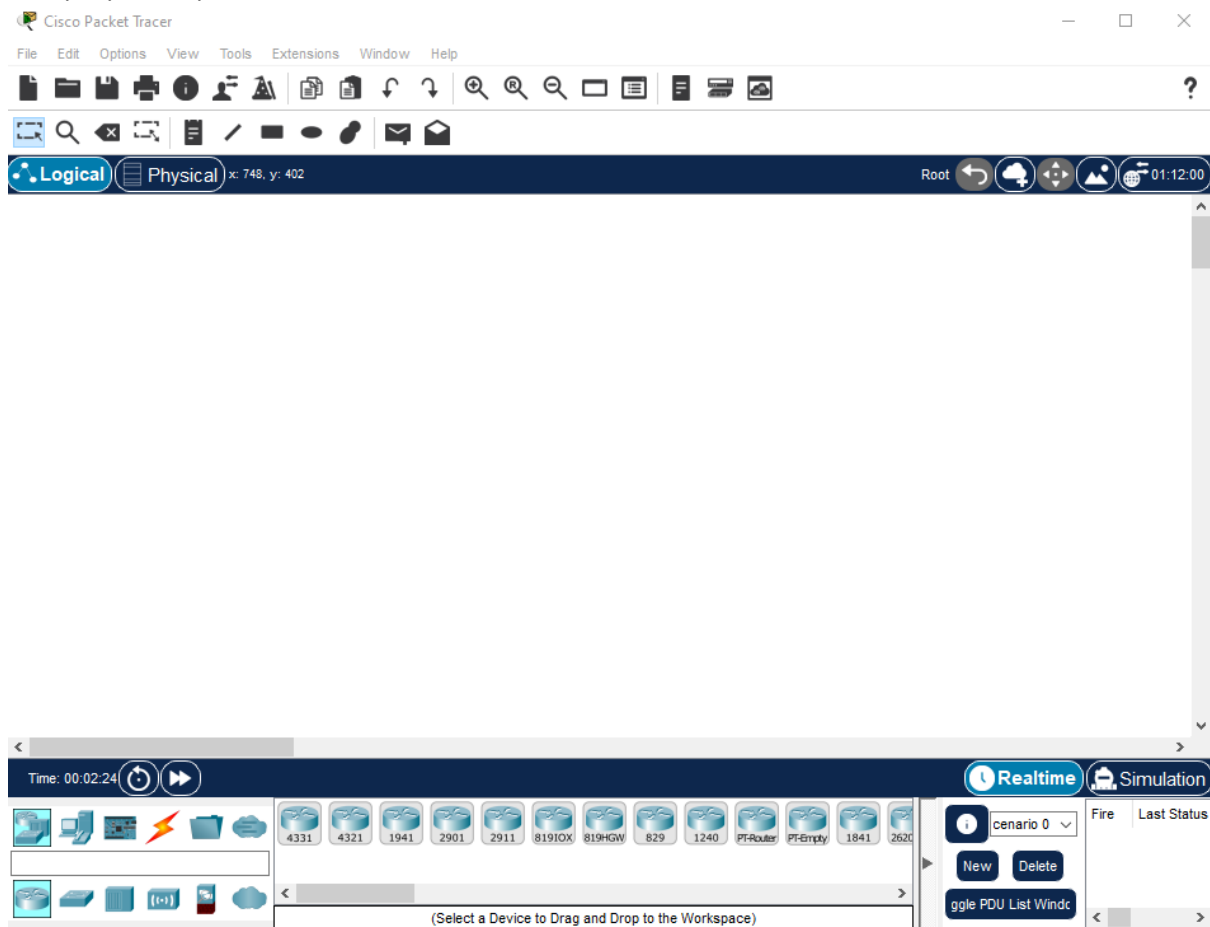 Cisco Packet Tracer
File Edit Options View Tools Extensions Window Help
?
Logical Physical x: 748, y: 402 Root 01:12:00
Time: 00:02:24 Realtime Simulation
4331 4321 1941 2901 2911 819IOX 819HGW 829 1240 PT-Router PT-Empty 1841 2620
cenario 0 Fire Last Status
New Delete
ggle PDU List Windo
(Select a Device to Drag and Drop to the Workspace)